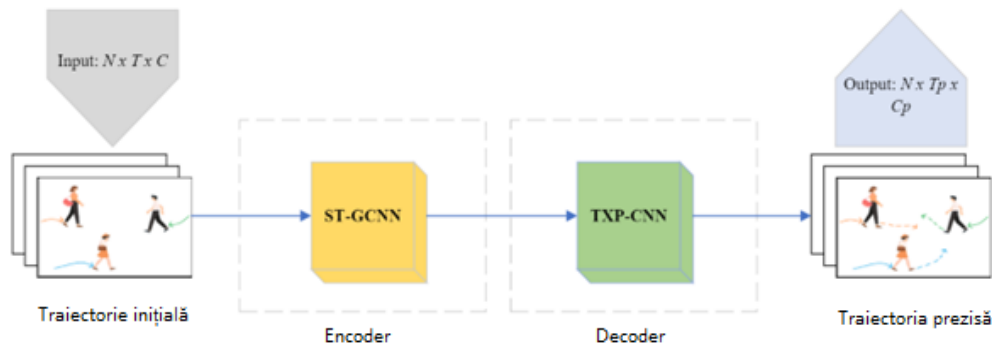 Input: N x T x C
Output: N x Tp x
Cp
ST-GCNN
TXP-CNN
Traiectorie inițială
Encoder
Decoder
Traiectoria prezisă